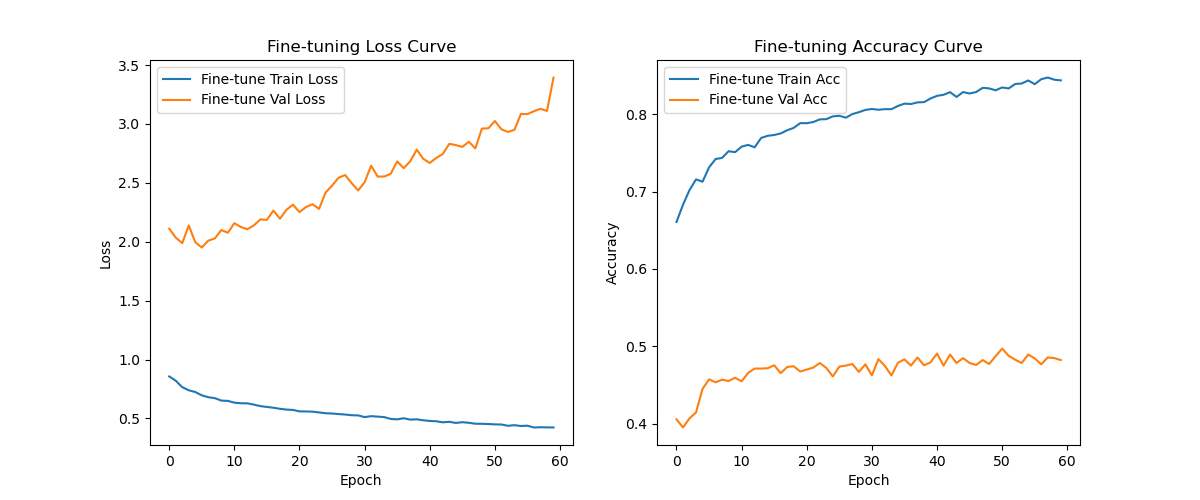 Fine-tuning Loss Curve
Fine-tune Train Loss
Fine-tune Val Loss
3.5
3.0
2.5
2.0
1.5
1.0
0.5
Loss
0 10 20 30 40 50 60
Epoch
Fine-tuning Accuracy Curve
Fine-tune Train Acc
Fine-tune Val Acc
0.8
0.7
0.6
0.5
0.4
Accuracy
0 10 20 30 40 50 60
Epoch